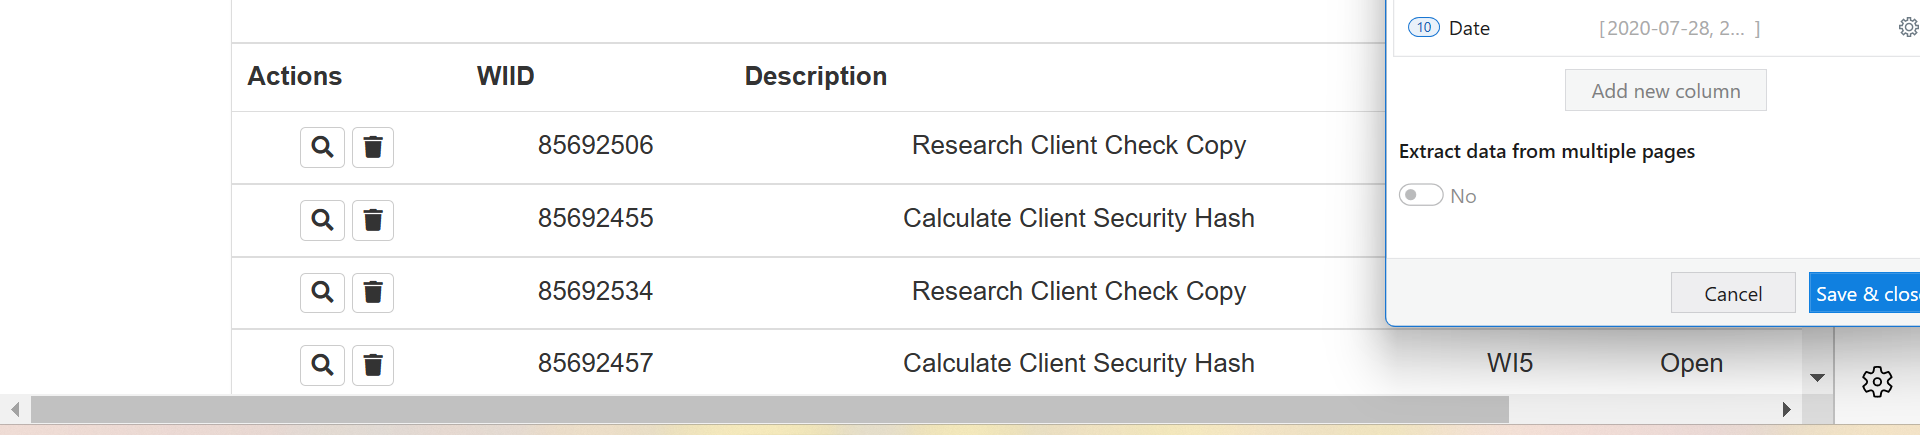 Actions WIID Description
85692506 Research Client Check Copy
85692455 Calculate Client Security Hash
85692534 Research Client Check Copy
85692457 Calculate Client Security Hash WI5 Open
10 Date [2020-07-28, 2... ]
Add new column
Extract data from multiple pages
No
Cancel Save & clos